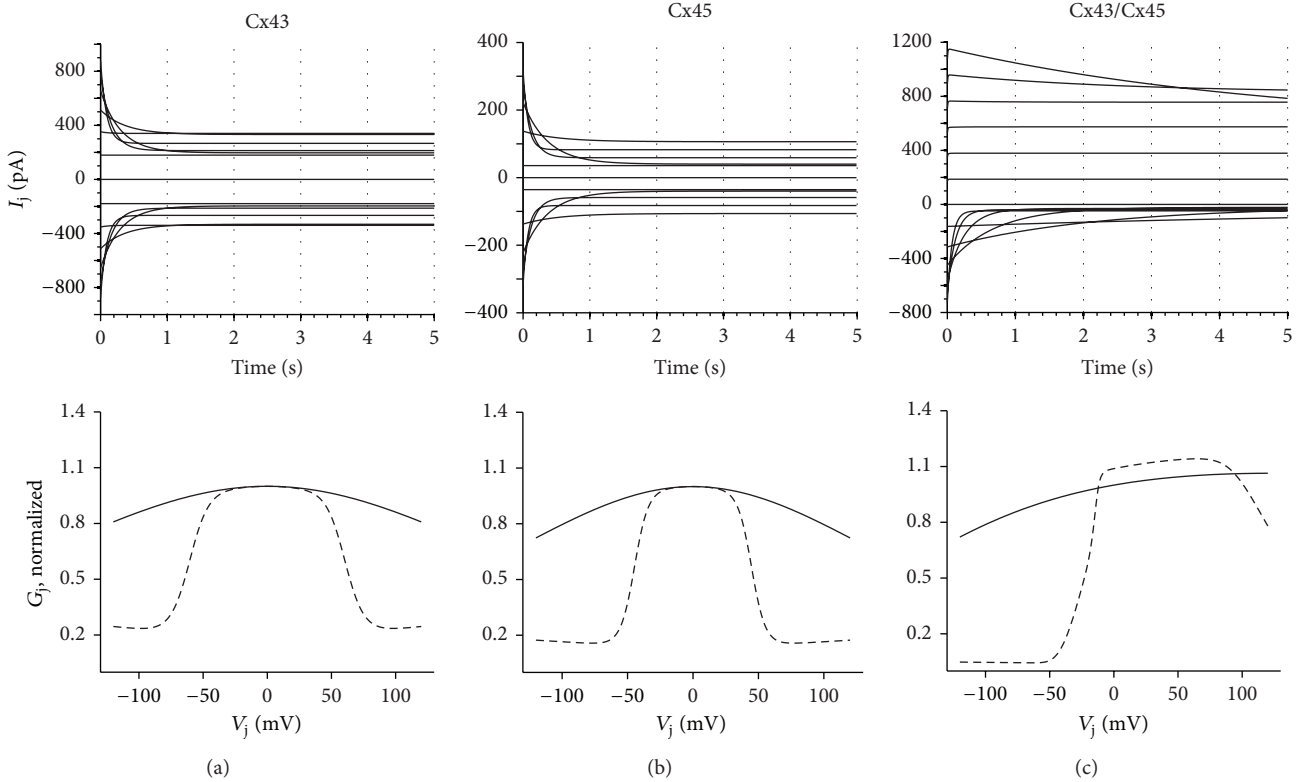 Cx43
I_j (pA)
800
400
0
−400
−800
0 1 2 3 4 5
Time (s)
Cx45
400
200
0
−200
−400
0 1 2 3 4 5
Time (s)
Cx43/Cx45
1200
800
400
0
−400
−800
0 1 2 3 4 5
Time (s)
G_j, normalized
1.4
1.1
0.8
0.5
0.2
−100 −50 0 50 100
V_j (mV)
(a)
1.4
1.1
0.8
0.5
0.2
−100 −50 0 50 100
V_j (mV)
(b)
1.4
1.1
0.8
0.5
0.2
−100 −50 0 50 100
V_j (mV)
(c)